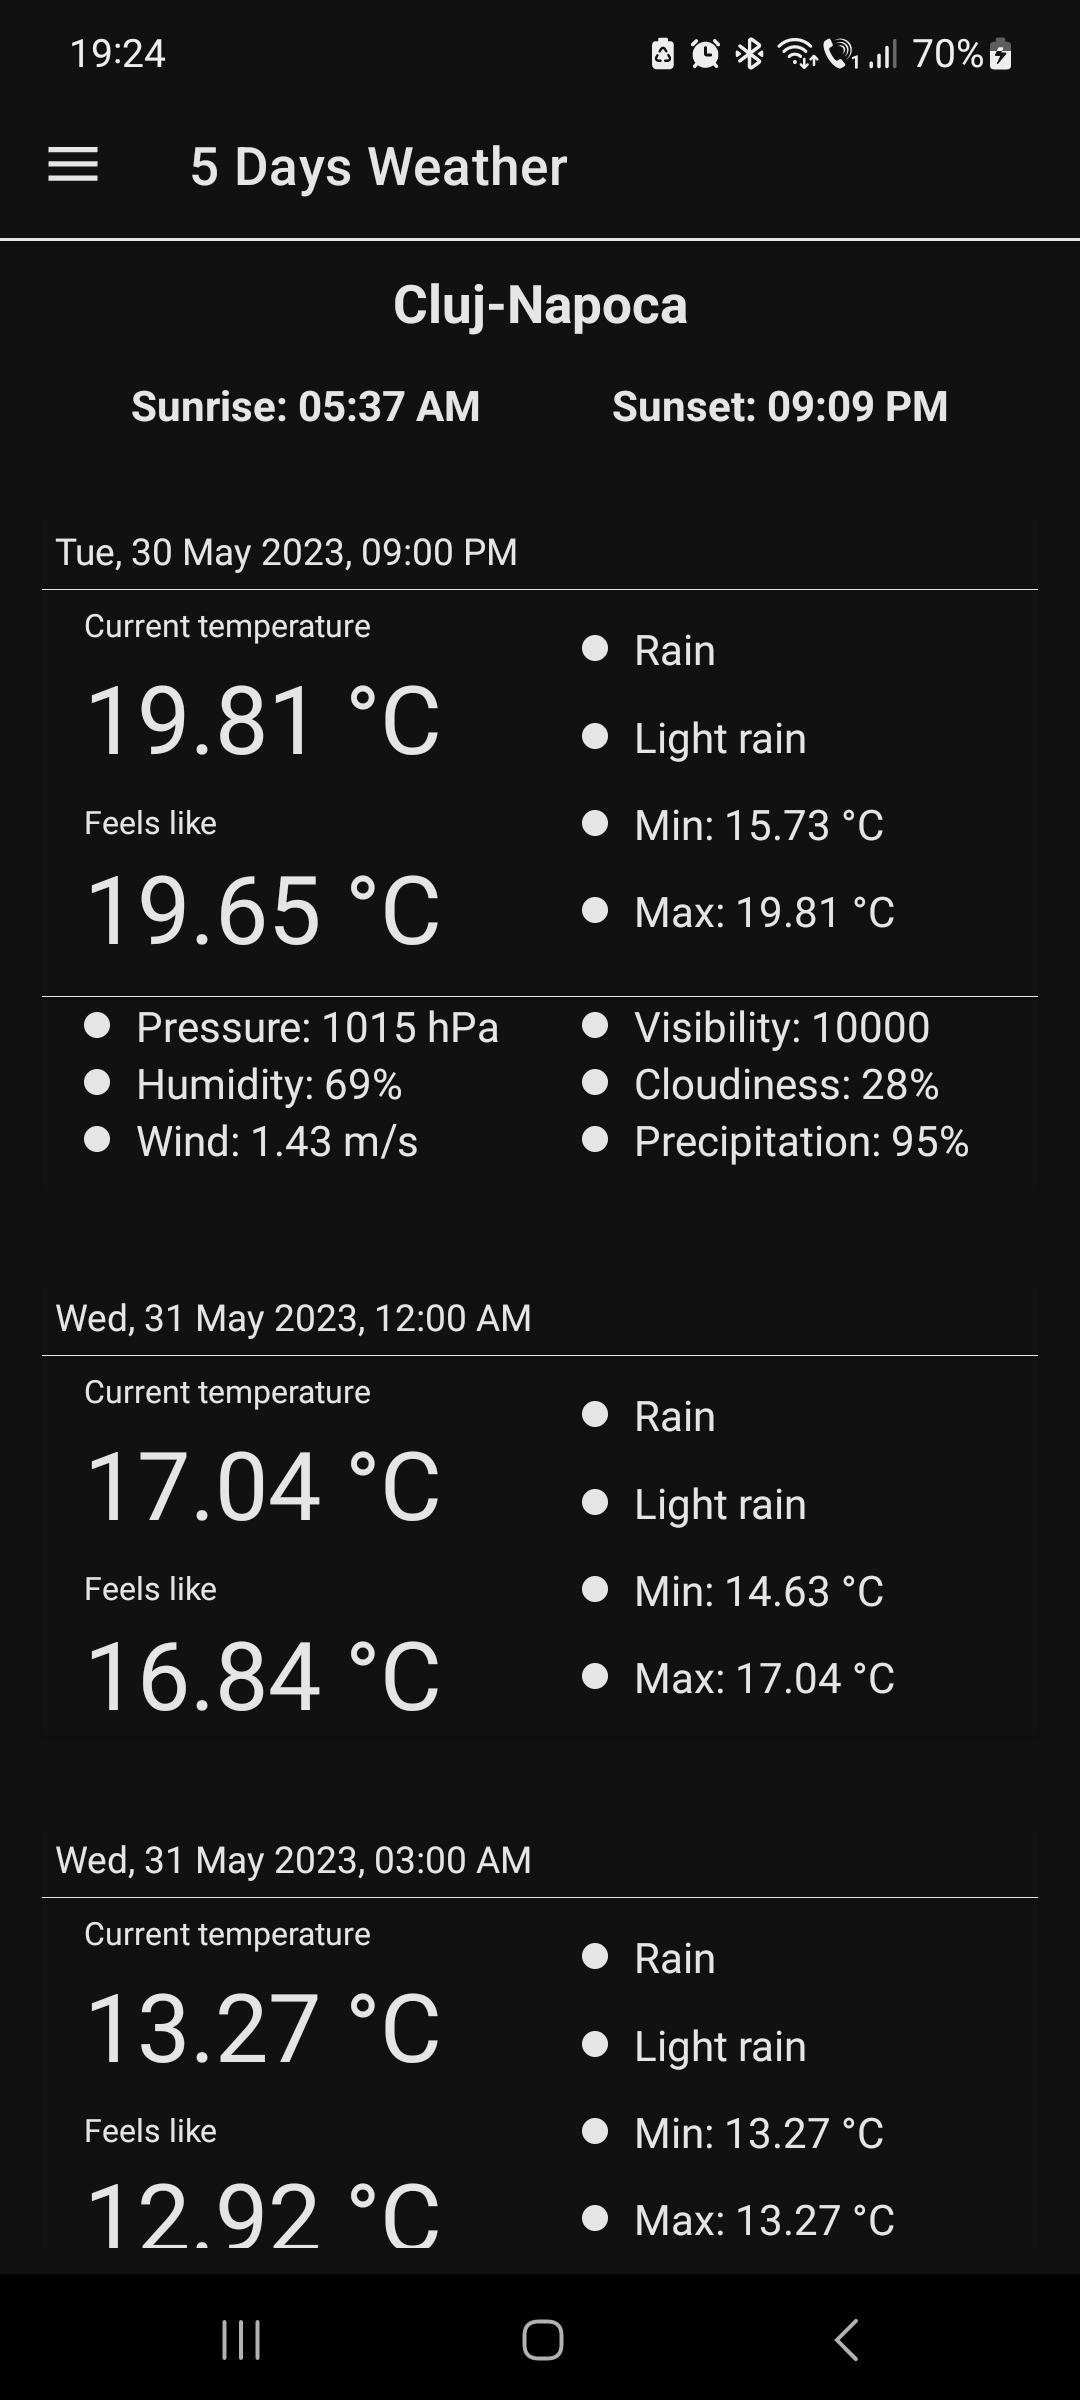 19:24
1
70%
5 Days Weather
Cluj-Napoca
Sunrise: 05:37 AM
Sunset: 09:09 PM
Tue, 30 May 2023, 09:00 PM
Current temperature
19.81 °C
Feels like
19.65 °C
Rain
Light rain
Min: 15.73 °C
Max: 19.81 °C
Pressure: 1015 hPa
Humidity: 69%
Wind: 1.43 m/s
Visibility: 10000
Cloudiness: 28%
Precipitation: 95%
Wed, 31 May 2023, 12:00 AM
Current temperature
17.04 °C
Feels like
16.84 °C
Rain
Light rain
Min: 14.63 °C
Max: 17.04 °C
Wed, 31 May 2023, 03:00 AM
Current temperature
13.27 °C
Feels like
12.92 °C
Rain
Light rain
Min: 13.27 °C
Max: 13.27 °C